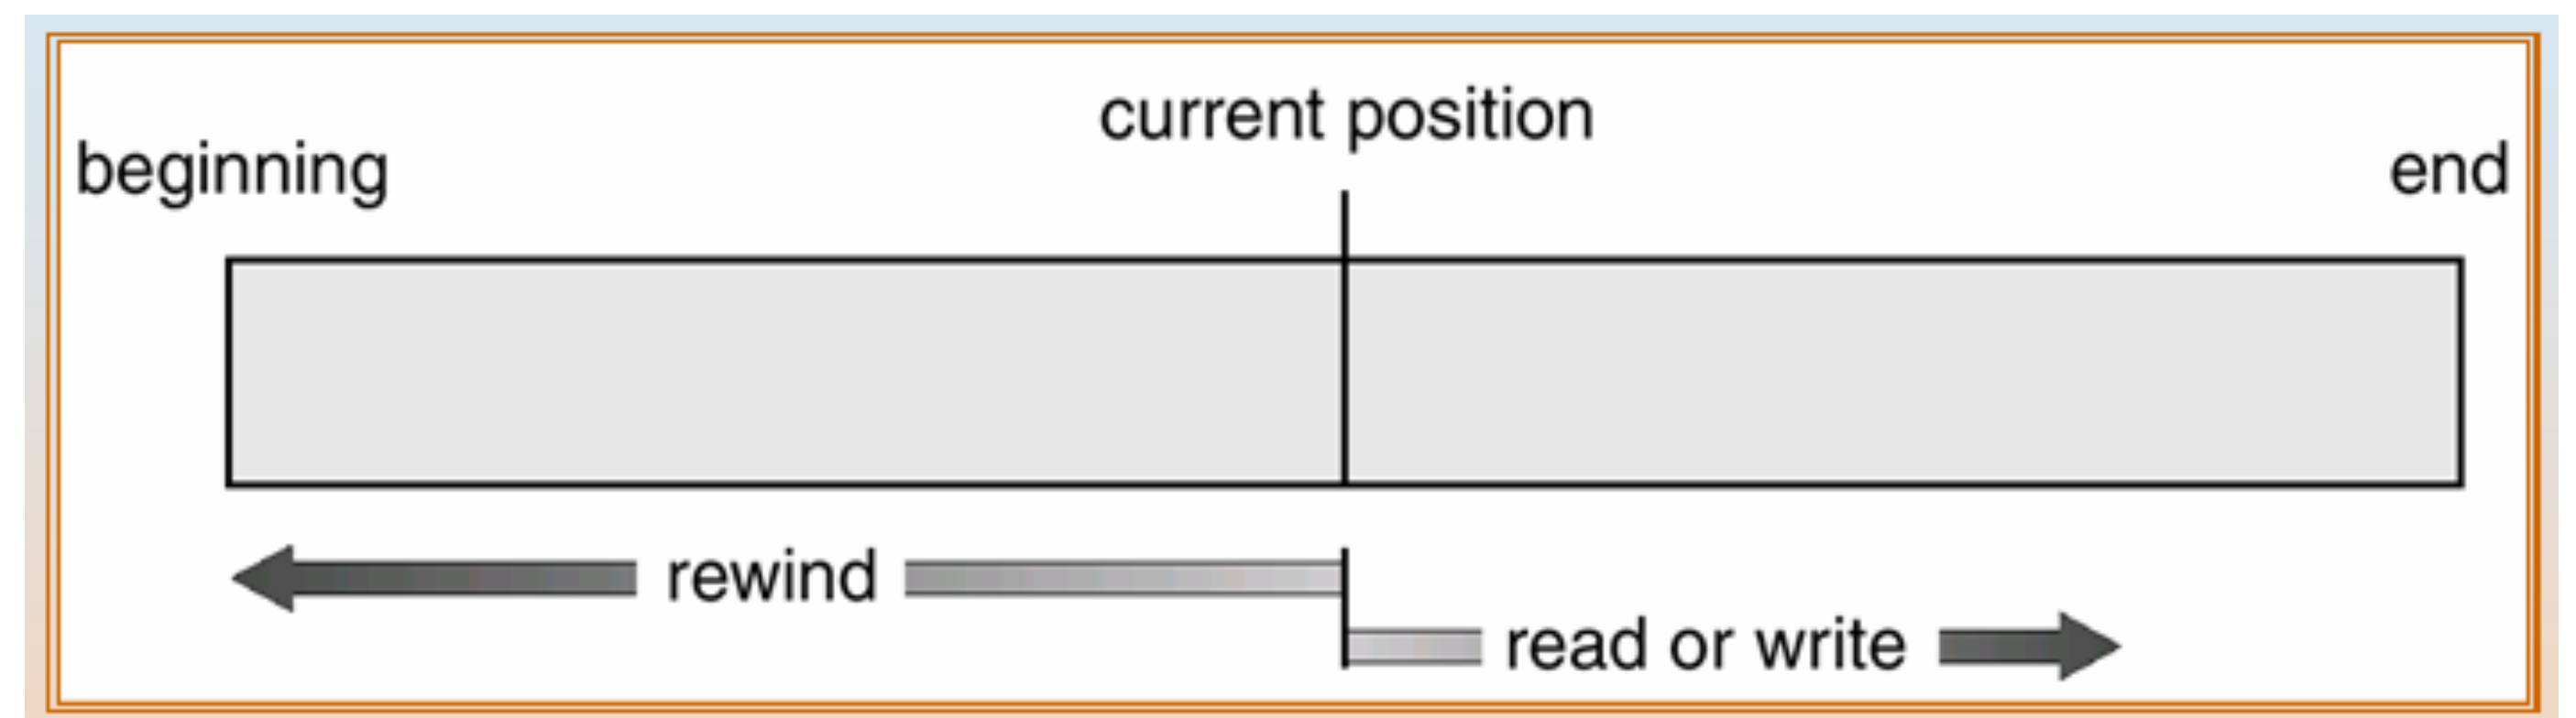 current position
beginning
end
rewind
read or write